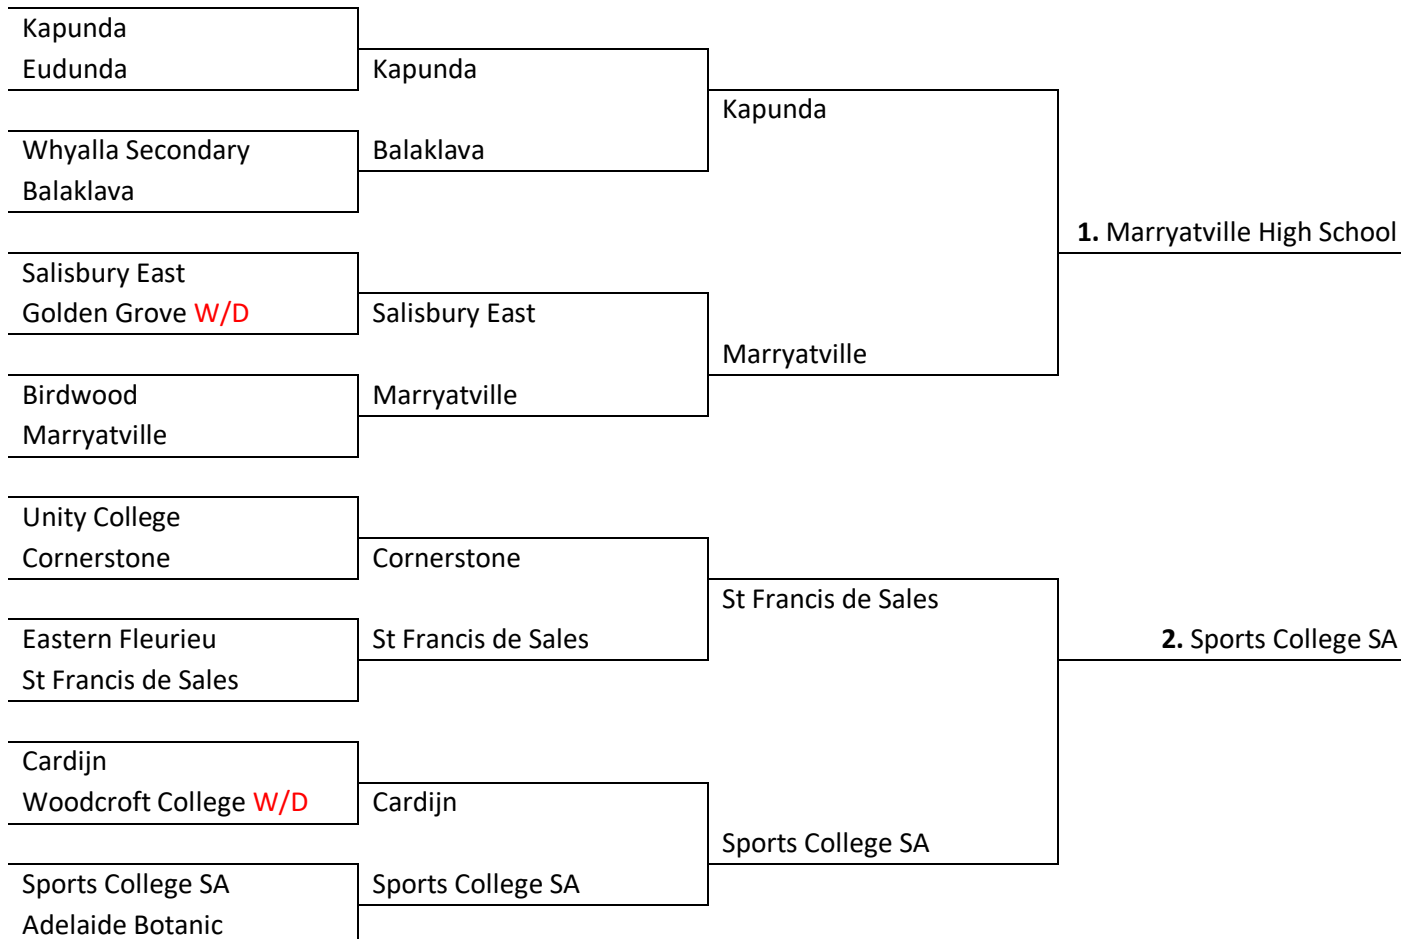 Kapunda
Eudunda
Whyalla Secondary
Balaklava
Salisbury East
Golden Grove W/D
Birdwood
Marryatville
Unity College
Cornerstone
Eastern Fleurieu
St Francis de Sales
Cardijn
Woodcroft College W/D
Sports College SA
Adelaide Botanic
Kapunda
Balaklava
Salisbury East
Marryatville
Cornerstone
St Francis de Sales
Cardijn
Sports College SA
Kapunda
Marryatville
St Francis de Sales
Sports College SA
1. Marryatville High School
2. Sports College SA